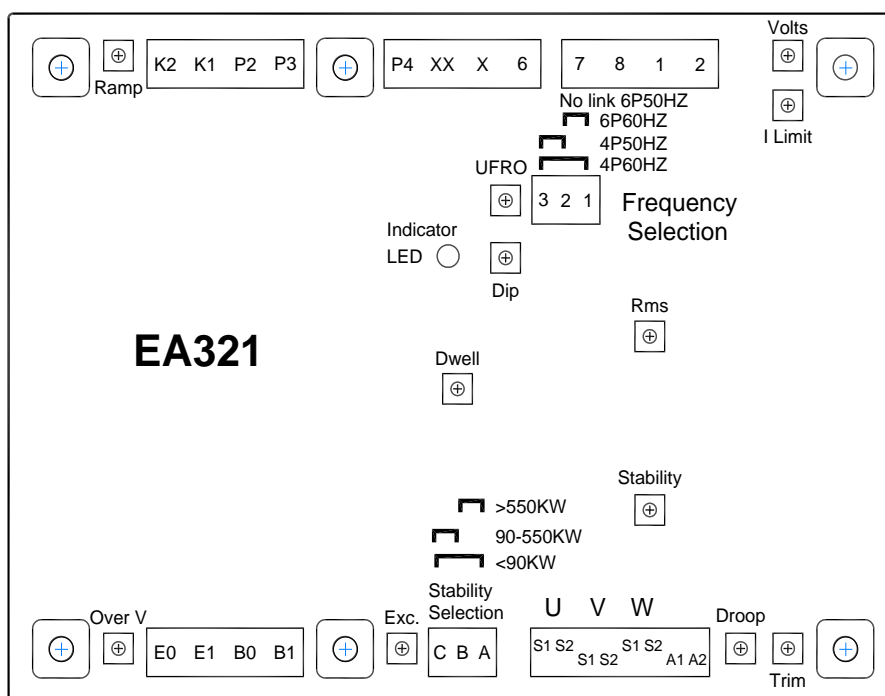 Volts
Ramp
K2 K1 P2 P3
P4 XX X 6
7 8 1 2
I Limit
No link 6P50HZ
6P60HZ
4P50HZ
4P60HZ
UFRO
3 2 1
Frequency
Selection
Indicator
LED
Dip
Rms
EA321
Dwell
Stability
>550KW
90-550KW
<90KW
Stability
Selection
U V W
Over V
Exc.
Droop
E0 E1 B0 B1
C B A
S1 S2 S1 S2 S1 S2 A1 A2
Trim